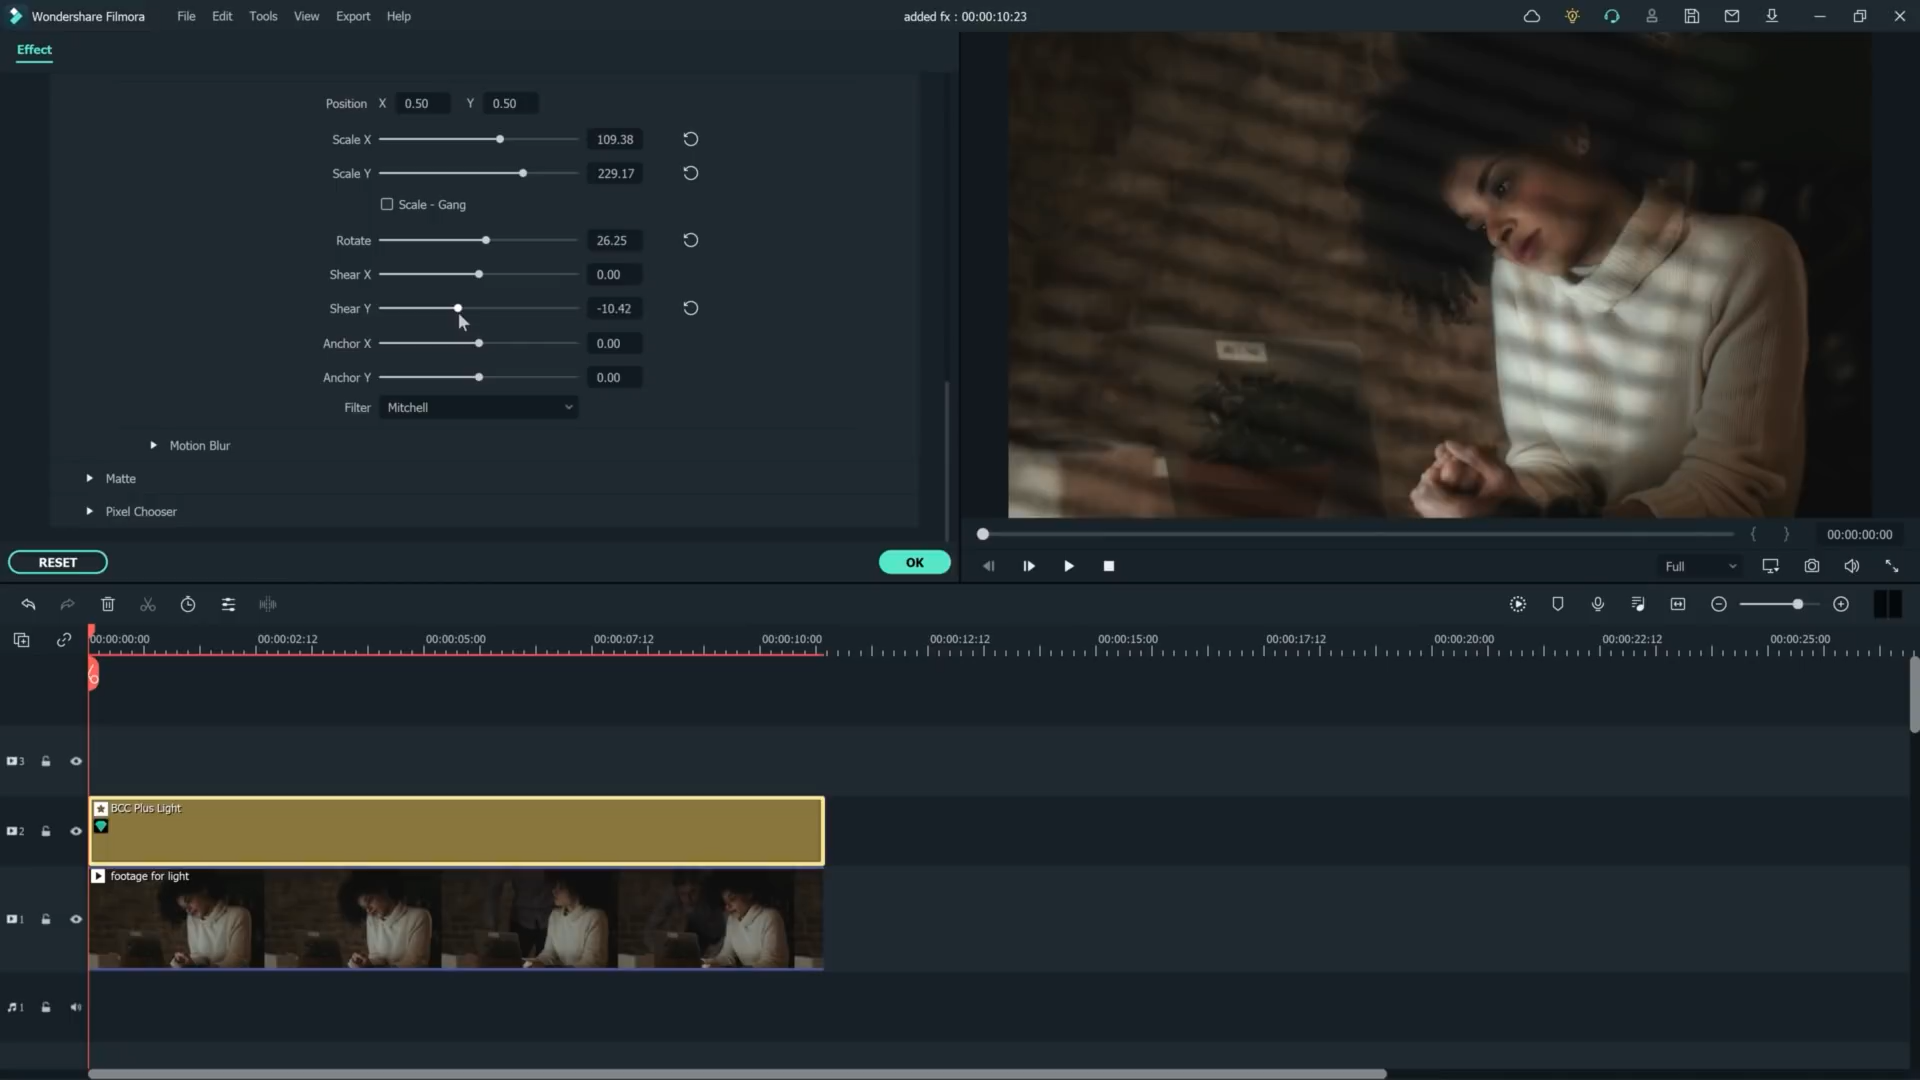 Wondershare Filmora File Edit Tools View Export Help added fx : 00:00:10:23
Effect
Position X 0.50 Y 0.50
Scale X 109.38
Scale Y 229.17
Scale - Gang
Rotate 26.25
Shear X 0.00
Shear Y -10.42
Anchor X 0.00
Anchor Y 0.00
Filter Mitchell
Motion Blur
Matte
Pixel Chooser
{ } 00:00:00:00
RESET OK
Full
00:00:00:00 00:00:02:12 00:00:05:00 00:00:07:12 00:00:10:00 00:00:12:12 00:00:15:00 00:00:17:12 00:00:20:00 00:00:22:12 00:00:25:00
3
BCC Plus Light
2
footage for light
1
1